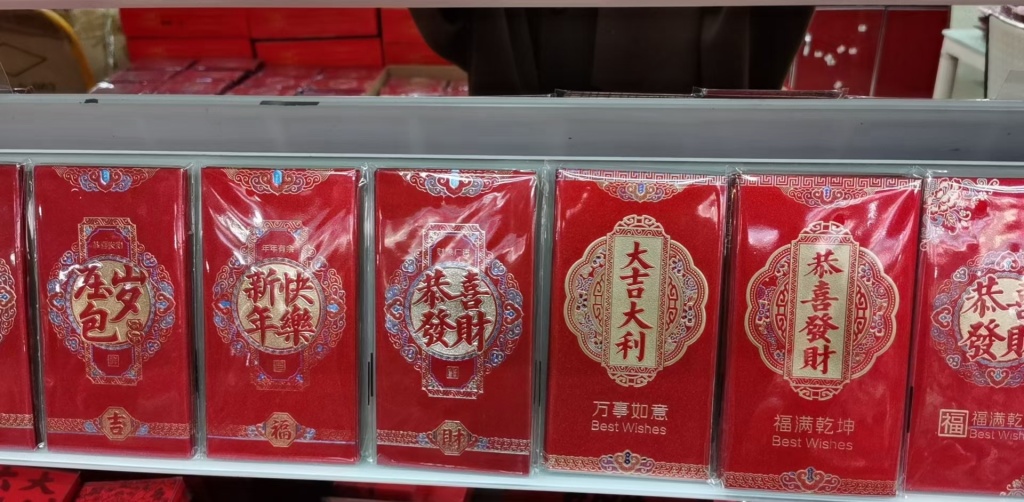 压岁
包
吉
新年
快樂
福
恭喜
發財
財
大吉大利
万事如意
Best Wishes
恭喜發財
福满乾坤
Best Wishes
恭喜
發財
福
福满乾
Best Wis